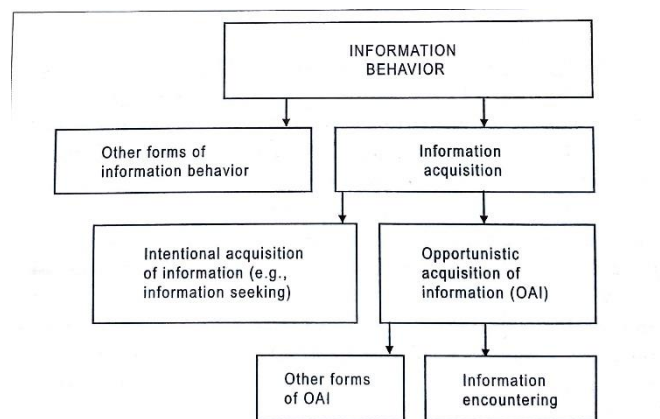 INFORMATION
BEHAVIOR
Other forms of
information behavior
Information
acquisition
Intentional acquisition
of information (e.g.,
information seeking)
Opportunistic
acquisition of
information (OAI)
Other forms
of OAI
Information
encountering